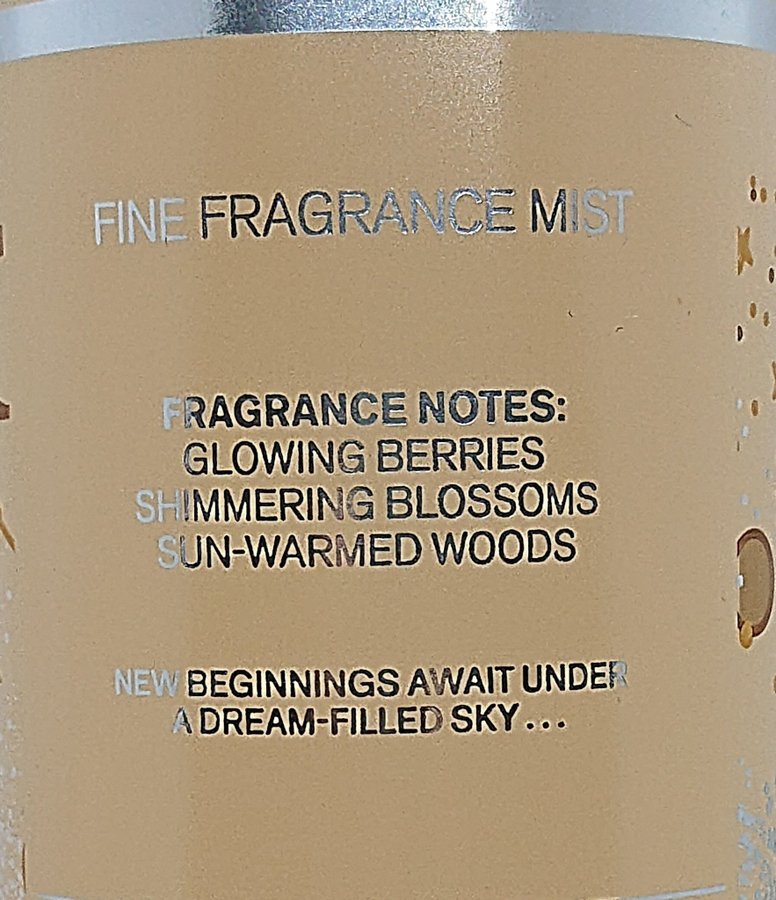 FINE FRAGRANCE MIST
FRAGRANCE NOTES:
GLOWING BERRIES
SHIMMERING BLOSSOMS
SUN-WARMED WOODS
NEW BEGINNINGS AWAIT UNDER
A DREAM-FILLED SKY...